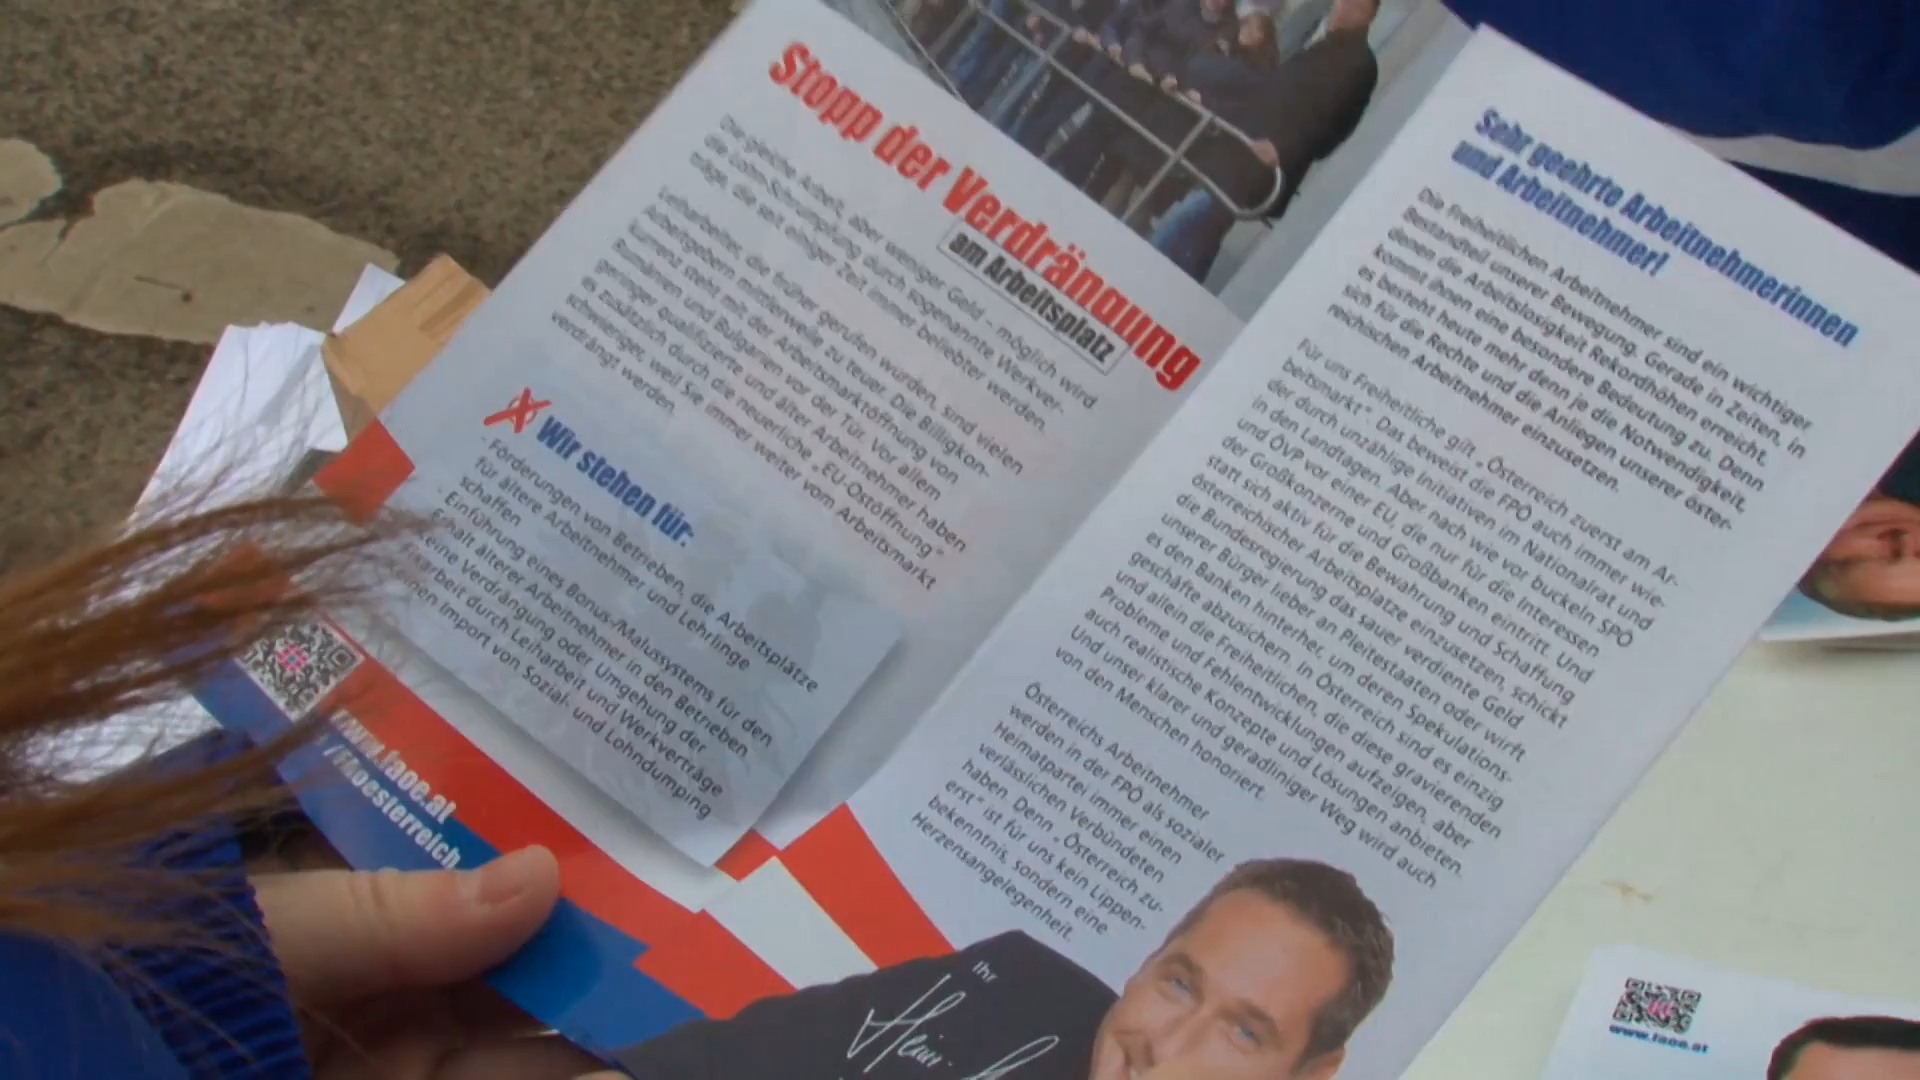 Stopp der Verdrängung
am Arbeitsplatz
Die gleiche Arbeit, aber weniger Geld – möglich wird
die Lohn-Schrumpfung durch sogenannte Werkver-
träge, die seit einiger Zeit immer beliebter werden.
Leiharbeiter, die früher gerufen wurden, sind vielen
Arbeitgebern mittlerweile zu teuer. Die Billigkon-
kurrenz steht mit der Arbeitsmarktöffnung von
Rumänen und Bulgaren vor der Tür. Vor allem
geringer qualifizierte und älter Arbeitnehmer haben
es zusätzlich durch die neuerliche „EU-Ostöffnung“
schwieriger, weil Sie immer weiter vom Arbeitsmarkt
verdrängt werden.
Wir stehen für:
- Förderungen von Betrieben, die Arbeitsplätze
für ältere Arbeitnehmer und Lehrlinge
schaffen
- Einführung eines Bonus-/Malussystems für den
Erhalt älterer Arbeitnehmer in den Betrieben
keine Verdrängung oder Umgehung der
arbeit durch Leiharbeit und Werkverträge
nen Import von Sozial- und Lohndumping
www.faoe.at
/FAoesterreich
Sehr geehrte Arbeitnehmerinnen
und Arbeitnehmer!
Die Freiheitlichen Arbeitnehmer sind ein wichtiger
Bestandteil unserer Bewegung. Gerade in Zeiten, in
denen die Arbeitslosigkeit Rekordhöhen erreicht,
kommt ihnen eine besondere Bedeutung zu. Denn
es besteht heute mehr denn je die Notwendigkeit,
sich für die Rechte und die Anliegen unserer öster-
reichischen Arbeitnehmer einzusetzen.
Für uns Freiheitliche gilt „Österreich zuerst am Ar-
beitsmarkt“. Das beweist die FPÖ auch immer wie-
der durch unzählige Initiativen im Nationalrat und
in den Landtagen. Aber nach wie vor buckeln SPÖ
und ÖVP vor einer EU, die nur für die Interessen
der Großkonzerne und Großbanken eintritt. Und
statt sich aktiv für die Bewahrung und Schaffung
österreichischer Arbeitsplätze einzusetzen, schickt
die Bundesregierung das sauer verdiente Geld
unserer Bürger lieber an Pleitestaaten oder wirft
es den Banken hinterher, um deren Spekulations-
geschäfte abzusichern. In Österreich sind es einzig
und allein die Freiheitlichen, die diese gravierenden
Probleme und Fehlentwicklungen aufzeigen, aber
auch realistische Konzepte und Lösungen anbieten.
Und unser klarer und geradliniger Weg wird auch
von den Menschen honoriert.
Österreichs Arbeitnehmer
werden in der FPÖ als sozialer
Heimatpartei immer einen
verlässlichen Verbündeten
haben. Denn „Österreich zu-
erst“ ist für uns kein Lippen-
bekenntnis, sondern eine
Herzensangelegenheit.
Ihr
www.faoe.at